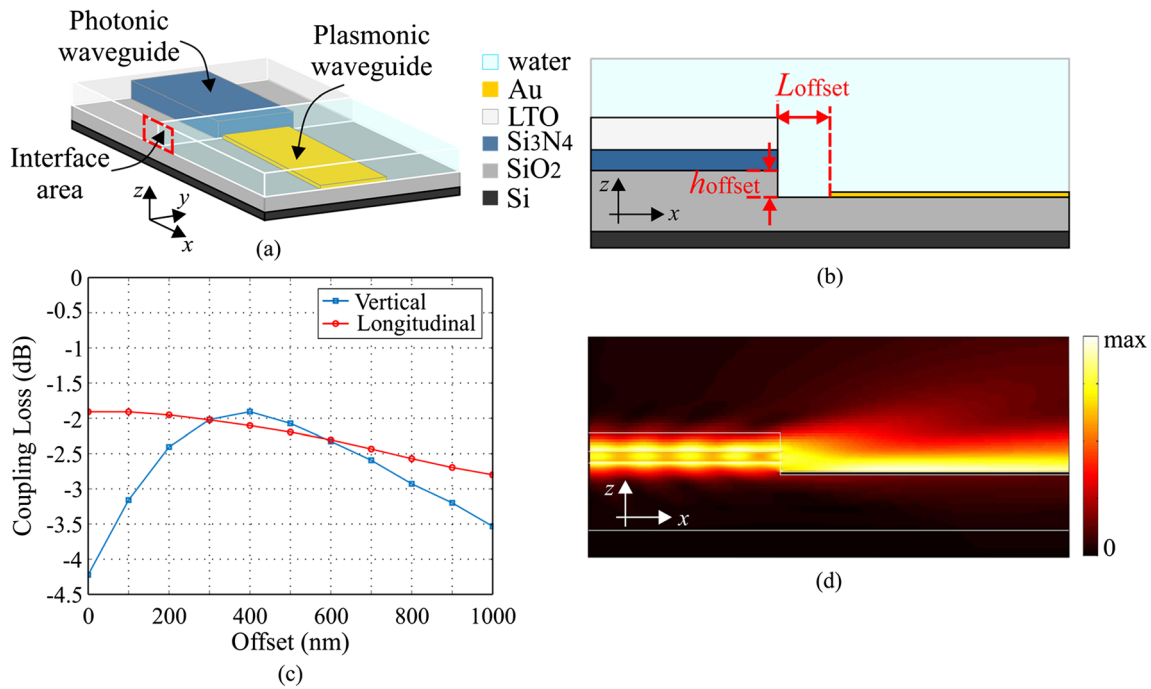 Photonic
waveguide
Plasmonic
waveguide
Interface
area
z
y
x
(a)
water
Au
LTO
Si3N4
SiO2
Si
Loffset
hoffset
z
x
(b)
0
-0.5
-1
-1.5
-2
-2.5
-3
-3.5
-4
-4.5
Coupling Loss (dB)
Vertical
Longitudinal
0 200 400 600 800 1000
Offset (nm)
(c)
max
0
z
x
(d)